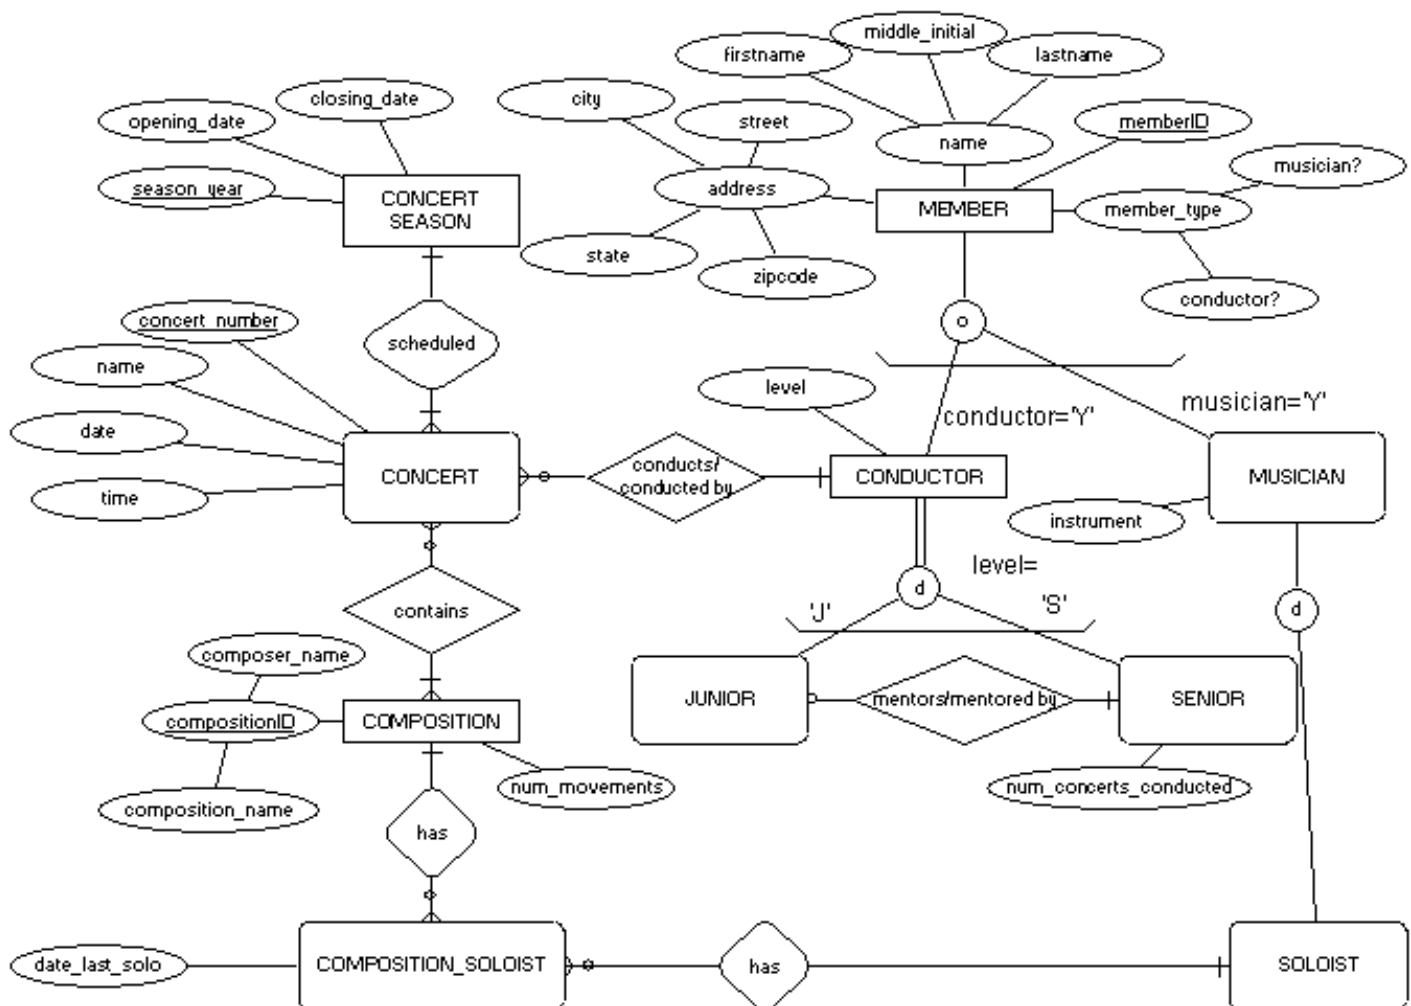 middle_initial
firstname
lastname
closing_date
city
opening_date
street
memberID
name
musician?
season_year
CONCERT
SEASON
address
MEMBER
member_type
state
zipcode
conductor?
concert_number
o
scheduled
name
level
conductor='Y'
musician='Y'
date
CONCERT
conducts/
conducted by
CONDUCTOR
MUSICIAN
time
instrument
level=
d
'J'
'S'
d
contains
composer_name
JUNIOR
mentors/mentored by
SENIOR
compositionID
COMPOSITION
num_movements
num_concerts_conducted
composition_name
has
date_last_solo
COMPOSITION_SOLOIST
has
SOLOIST